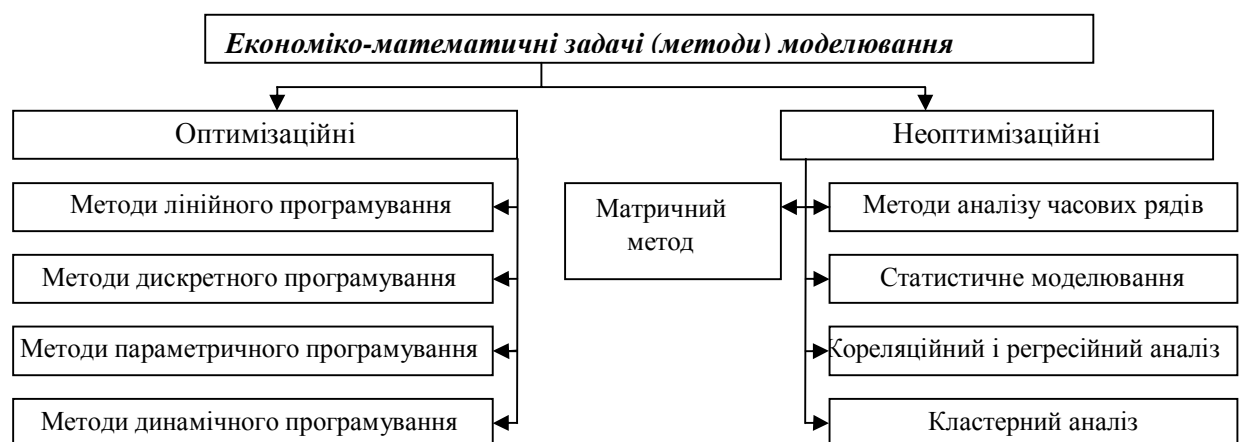 Економіко-математичні задачі (методи) моделювання
Оптимізаційні
Неоптимізаційні
Методи лінійного програмування
Методи дискретного програмування
Методи параметричного програмування
Методи динамічного програмування
Матричний
метод
Методи аналізу часових рядів
Статистичне моделювання
Кореляційний і регресійний аналіз
Кластерний аналіз